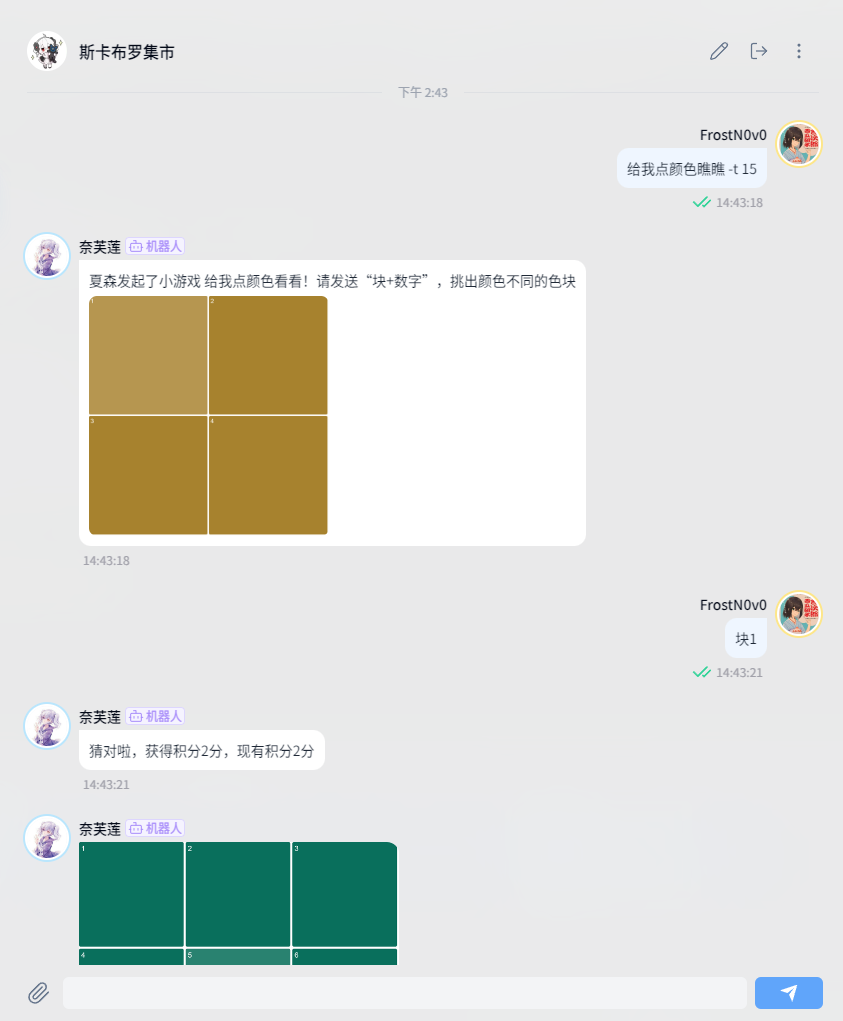 斯卡布罗集市
下午 2:43
FrostN0v0
给我点颜色瞧瞧 -t 15
14:43:18
奈芙莲 机器人
夏森发起了小游戏 给我点颜色看看！请发送“块+数字”，挑出颜色不同的色块
1 2
3 4
14:43:18
FrostN0v0
块1
14:43:21
奈芙莲 机器人
猜对啦，获得积分2分，现有积分2分
14:43:21
奈芙莲 机器人
1 2 3
4 5 6